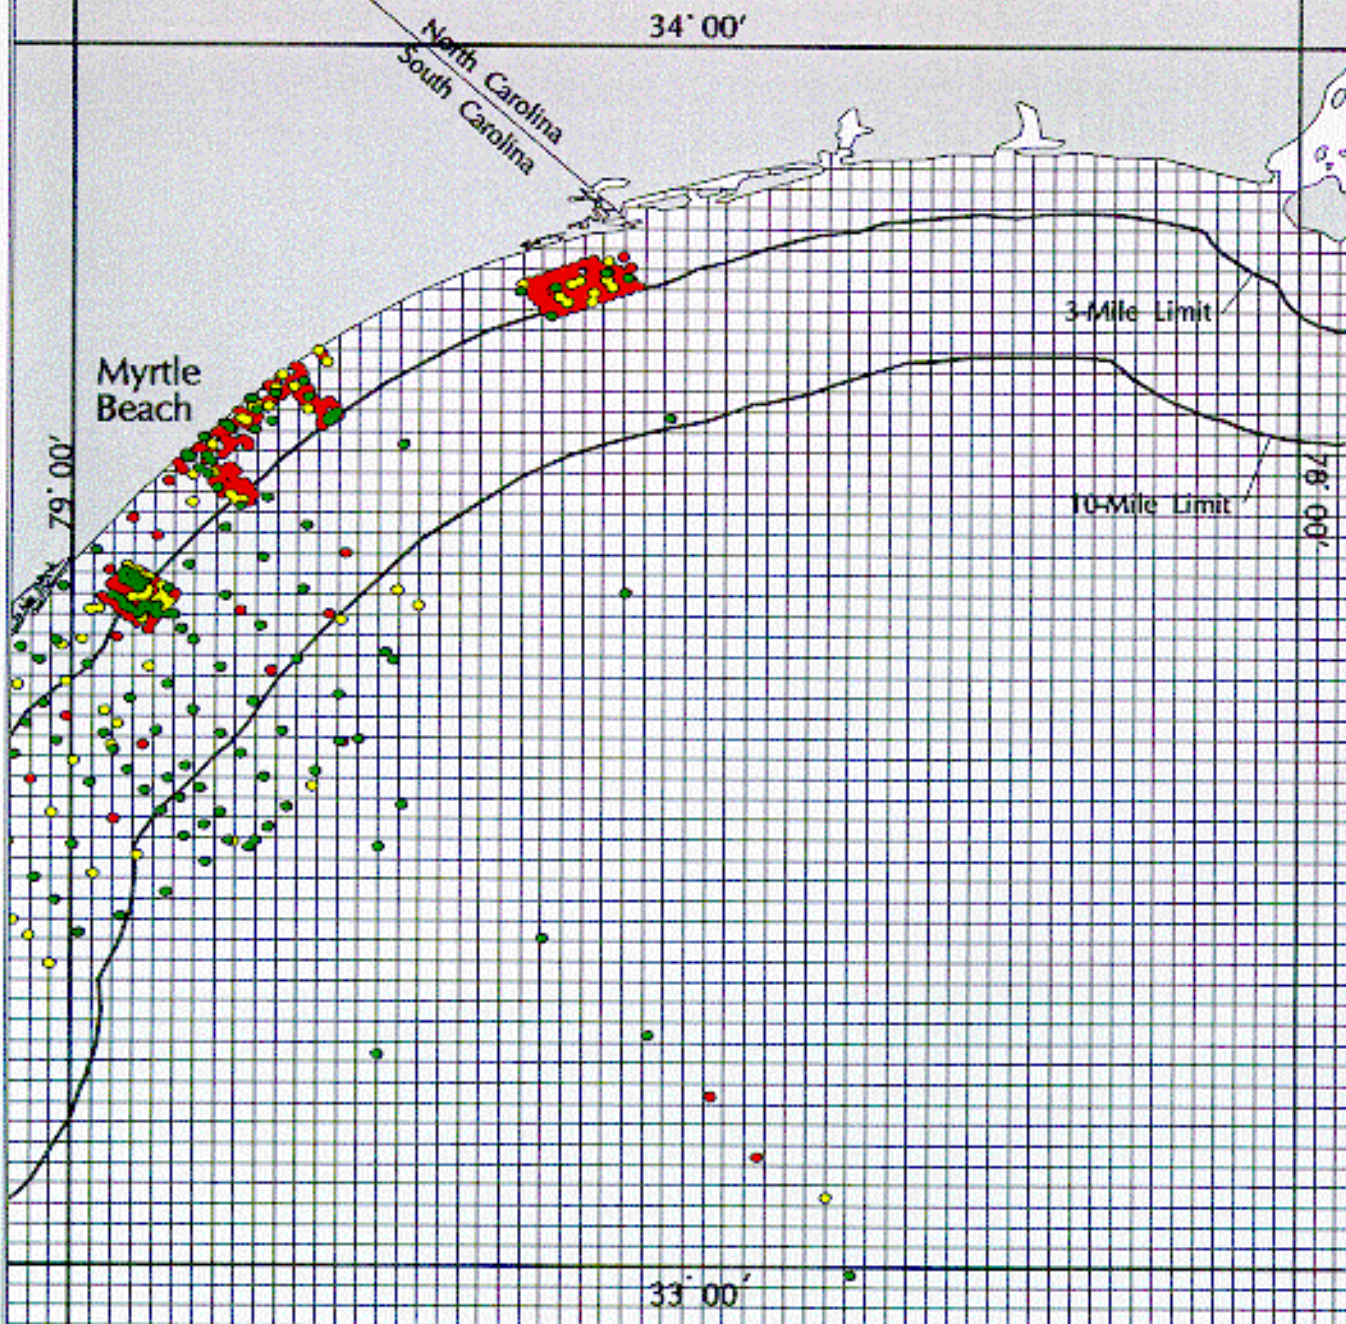 34° 00′
North Carolina
South Carolina
3-Mile Limit
Myrtle
Beach
79° 00′
78° 00′
10-Mile Limit
33° 00′